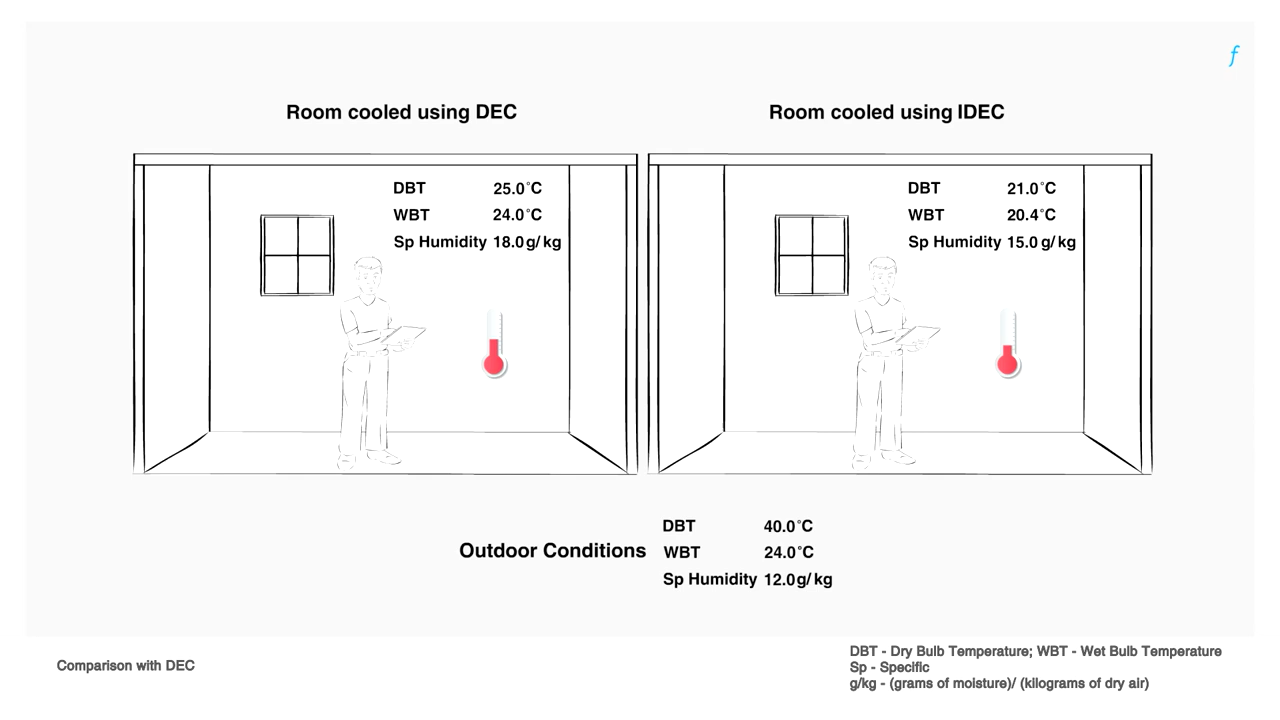 f
Room cooled using DEC
Room cooled using IDEC
DBT 25.0°C
WBT 24.0°C
Sp Humidity 18.0g/kg
DBT 21.0°C
WBT 20.4°C
Sp Humidity 15.0 g/kg
Outdoor Conditions
DBT 40.0°C
WBT 24.0°C
Sp Humidity 12.0g/kg
Comparison with DEC
DBT - Dry Bulb Temperature; WBT - Wet Bulb Temperature
Sp - Specific
g/kg - (grams of moisture)/ (kilograms of dry air)